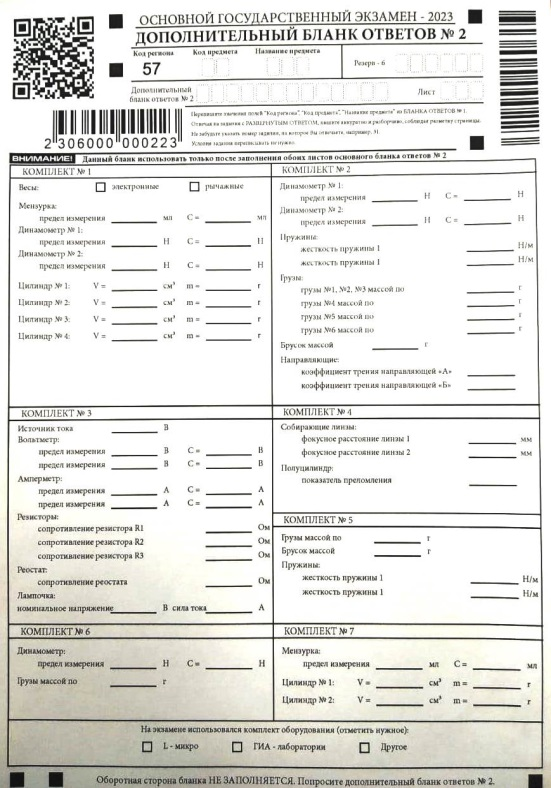 ОСНОВНОЙ ГОСУДАРСТВЕННЫЙ ЭКЗАМЕН - 2023
ДОПОЛНИТЕЛЬНЫЙ БЛАНК ОТВЕТОВ № 2
Код региона Код предмета Название предмета
57
Резерв - 6
Дополнительный бланк ответов № 2
Лист
Перепишите значения полей "Код региона", "Код предмета", "Название предмета" из БЛАНКА ОТВЕТОВ № 1.
Отвечая на задания с РАЗВЕРНУТЫМ ОТВЕТОМ, пишите аккуратно и разборчиво, соблюдая разметку страницы.
Не забудьте указать номер задания, на которое Вы отвечаете, например, 31
Условия задания переписывать не нужно.
2 306000 000223
ВНИМАНИЕ! Данный бланк использовать только после заполнения обоих листов основного бланка ответов № 2
КОМПЛЕКТ № 1
Весы: электронные рычажные
Мензурка:
предел измерения мл С = мл
Динамометр № 1:
предел измерения Н С = Н
Динамометр № 2:
предел измерения Н С = Н
Цилиндр № 1: V = см³ m = г
Цилиндр № 2: V = см³ m = г
Цилиндр № 3: V = см³ m = г
Цилиндр № 4: V = см³ m = г
КОМПЛЕКТ № 2
Динамометр № 1:
предел измерения Н С = Н
Динамометр № 2:
предел измерения Н С = Н
Пружины:
жесткость пружины 1 Н/м
жесткость пружины 1 Н/м
Грузы:
грузы №1, №2, №3 массой по г
грузы №4 массой по г
грузы №5 массой по г
грузы №6 массой по г
Брусок массой г
Направляющие:
коэффициент трения направляющей «А»
коэффициент трения направляющей «Б»
КОМПЛЕКТ № 3
Источник тока В
Вольтметр:
предел измерения В С = В
предел измерения В С = В
Амперметр:
предел измерения А С = А
предел измерения А С = А
Резисторы:
сопротивление резистора R1 Ом
сопротивление резистора R2 Ом
сопротивление резистора R3 Ом
Реостат:
сопротивление реостата Ом
Лампочка:
номинальное напряжение В сила тока А
КОМПЛЕКТ № 4
Собирающие линзы:
фокусное расстояние линзы 1 мм
фокусное расстояние линзы 2 мм
Полуцилиндр:
показатель преломления
КОМПЛЕКТ № 5
Грузы массой по г
Брусок массой г
Пружины:
жесткость пружины 1 Н/м
жесткость пружины 1 Н/м
КОМПЛЕКТ № 6
Динамометр:
предел измерения Н С = Н
Грузы массой по г
КОМПЛЕКТ № 7
Мензурка:
предел измерения мл С = мл
Цилиндр № 1: V = см³ m = г
Цилиндр № 2: V = см³ m = г
На экзамене использовался комплект оборудования (отметить нужное):
L - микро ГИА - лаборатории Другое
Оборотная сторона бланка НЕ ЗАПОЛНЯЕТСЯ. Попросите дополнительный бланк ответов № 2.